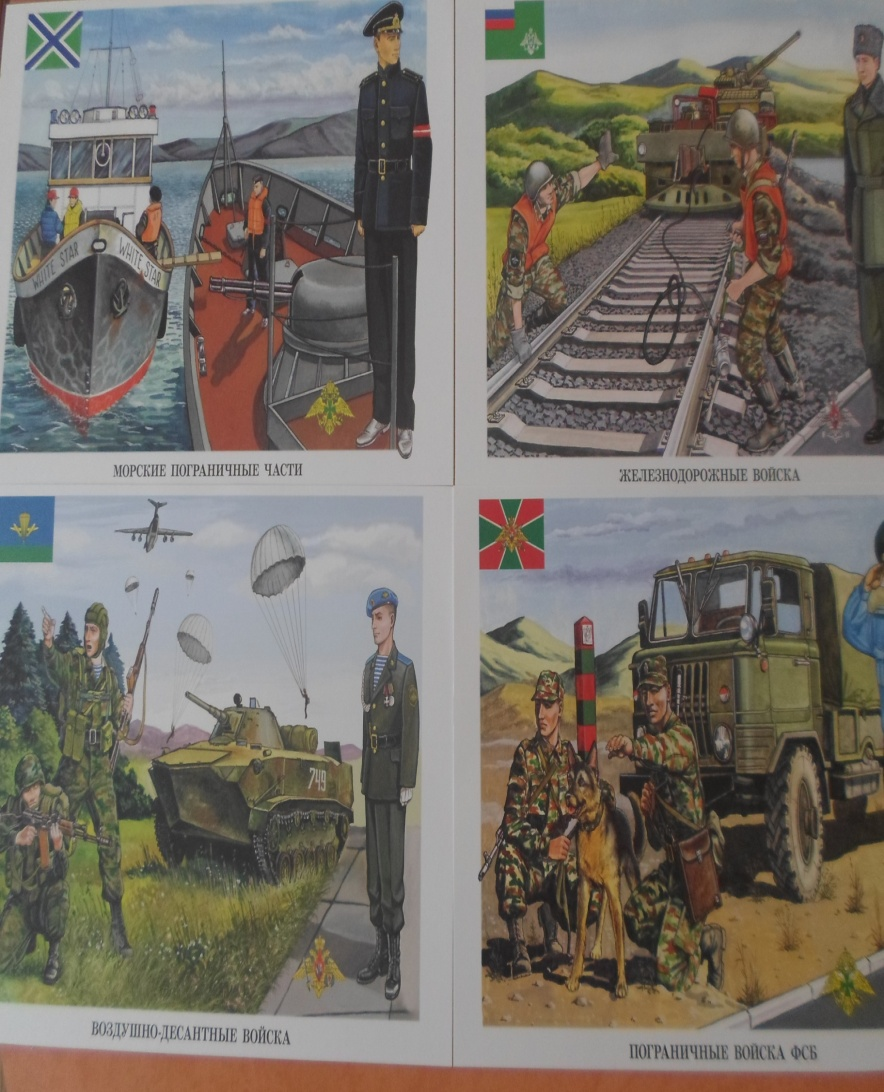 WHITE STAR WHITE STAR
МОРСКИЕ ПОГРАНИЧНЫЕ ЧАСТИ
ЖЕЛЕЗНОДОРОЖНЫЕ ВОЙСКА
749
ВОЗДУШНО-ДЕСАНТНЫЕ ВОЙСКА
ПОГРАНИЧНЫЕ ВОЙСКА ФСБ